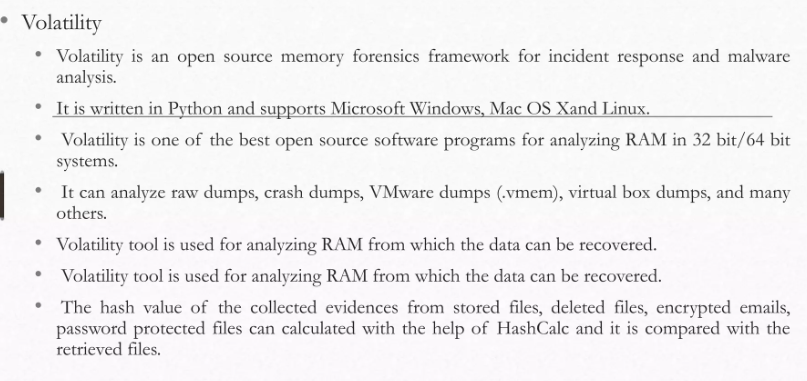 • Volatility
• Volatility is an open source memory forensics framework for incident response and malware
analysis.
• It is written in Python and supports Microsoft Windows, Mac OS Xand Linux.
• Volatility is one of the best open source software programs for analyzing RAM in 32 bit/64 bit
systems.
• It can analyze raw dumps, crash dumps, VMware dumps (.vmem), virtual box dumps, and many
others.
• Volatility tool is used for analyzing RAM from which the data can be recovered.
• Volatility tool is used for analyzing RAM from which the data can be recovered.
• The hash value of the collected evidences from stored files, deleted files, encrypted emails,
password protected files can calculated with the help of HashCalc and it is compared with the
retrieved files.